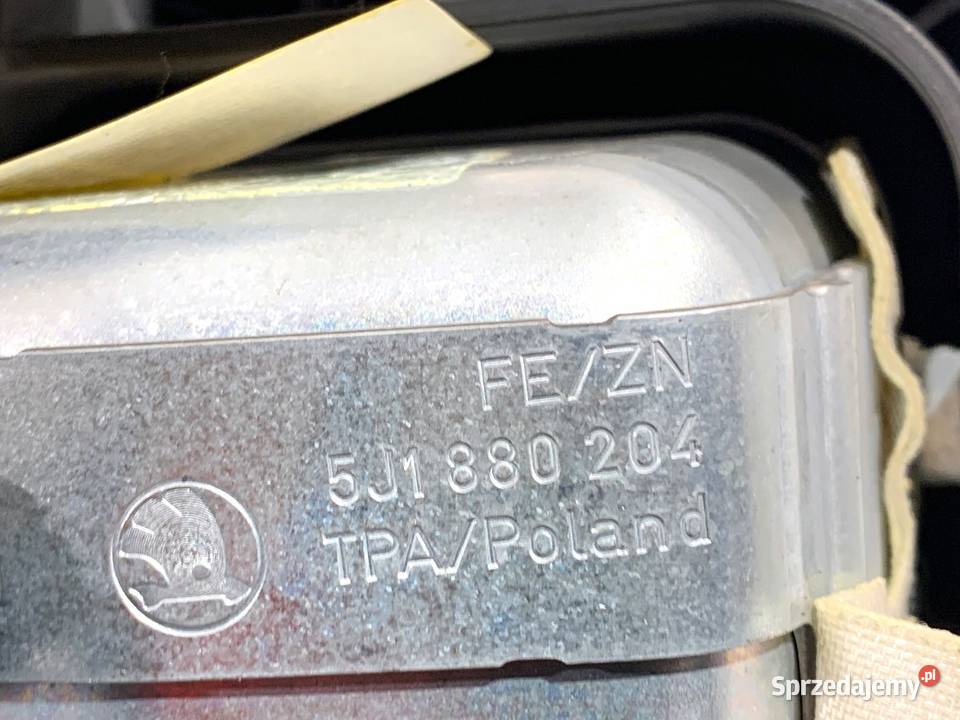 FE/ZN
5J1 880 204
TPA/Poland
Sprzedajemy.pl